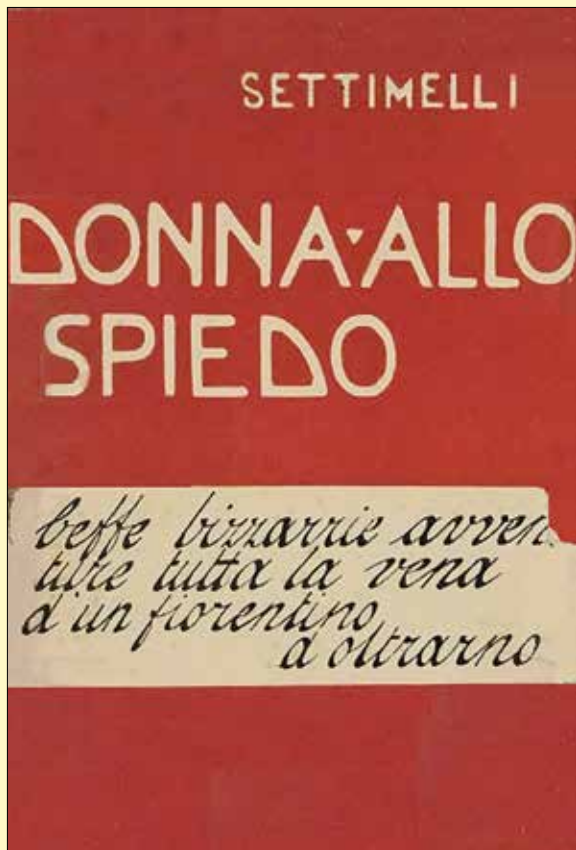 SETTIMELLI
DONNA·ALLO
SPIEDO
beffe bizzarrie avven
ture tutta la vena
d'un fiorentino
d'oltrarno